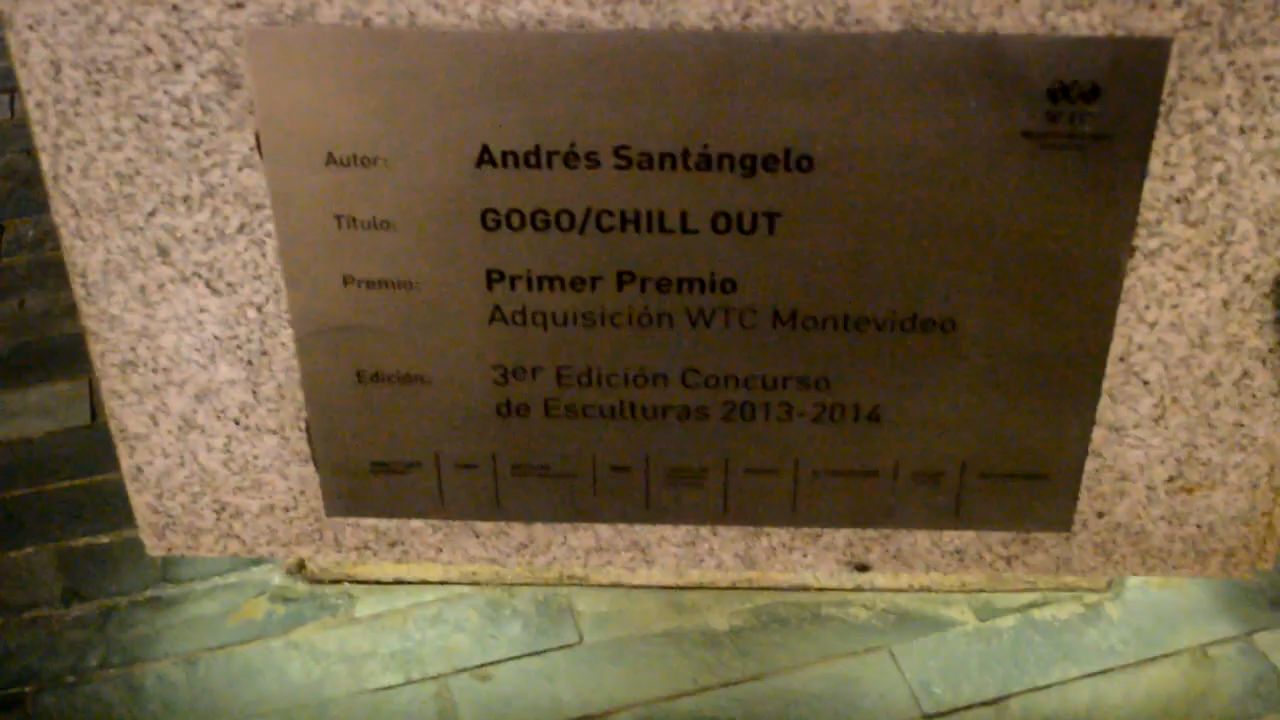 Autor: Andrés Santángelo
Título: GOGO/CHILL OUT
Premio: Primer Premio
Adquisición WTC Montevideo
Edición: 3er Edición Concurso
de Esculturas 2013-2014